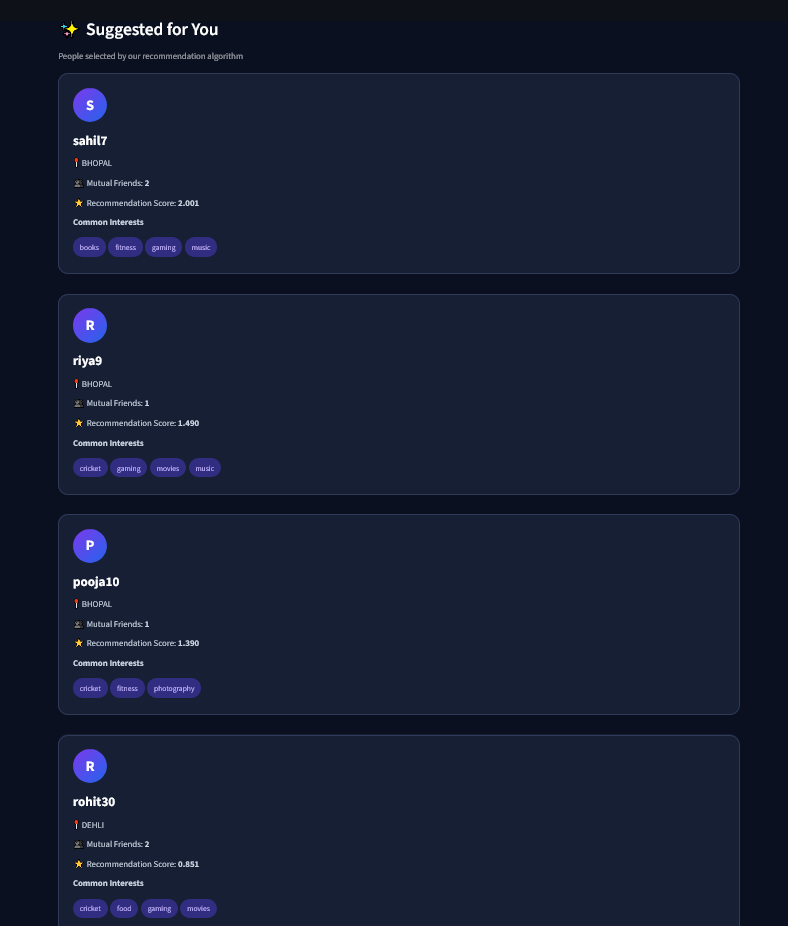 ✨ Suggested for You
People selected by our recommendation algorithm
S
sahil7
📍BHOPAL
👥 Mutual Friends: 2
⭐ Recommendation Score: 2.001
Common Interests
books fitness gaming music
R
riya9
📍BHOPAL
👥 Mutual Friends: 1
⭐ Recommendation Score: 1.490
Common Interests
cricket gaming movies music
P
pooja10
📍BHOPAL
👥 Mutual Friends: 1
⭐ Recommendation Score: 1.390
Common Interests
cricket fitness photography
R
rohit30
📍DEHLI
👥 Mutual Friends: 2
⭐ Recommendation Score: 0.851
Common Interests
cricket food gaming movies